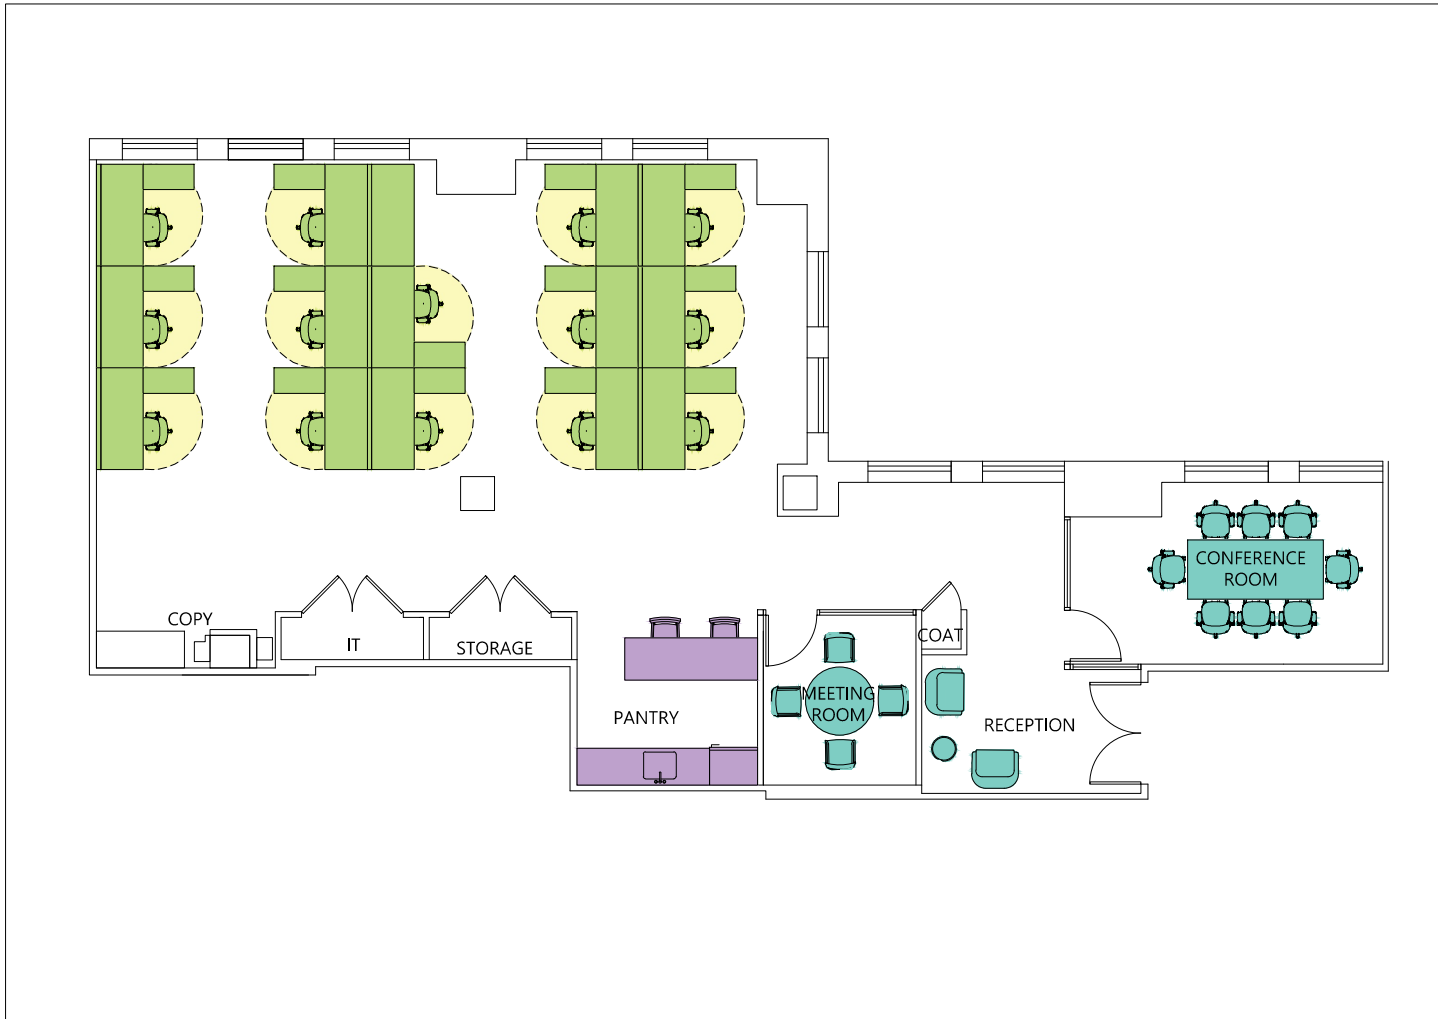 CONFERENCE
ROOM
COPY
IT
STORAGE
COAT
MEETING
ROOM
PANTRY
RECEPTION